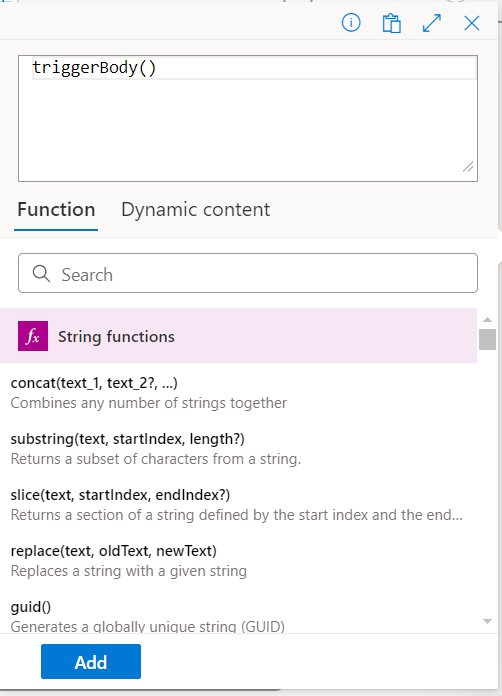 triggerBody()
Function Dynamic content
Search
fx String functions
concat(text_1, text_2?, ...)
Combines any number of strings together
substring(text, startIndex, length?)
Returns a subset of characters from a string.
slice(text, startIndex, endIndex?)
Returns a section of a string defined by the start index and the end...
replace(text, oldText, newText)
Replaces a string with a given string
guid()
Generates a globally unique string (GUID)
Add